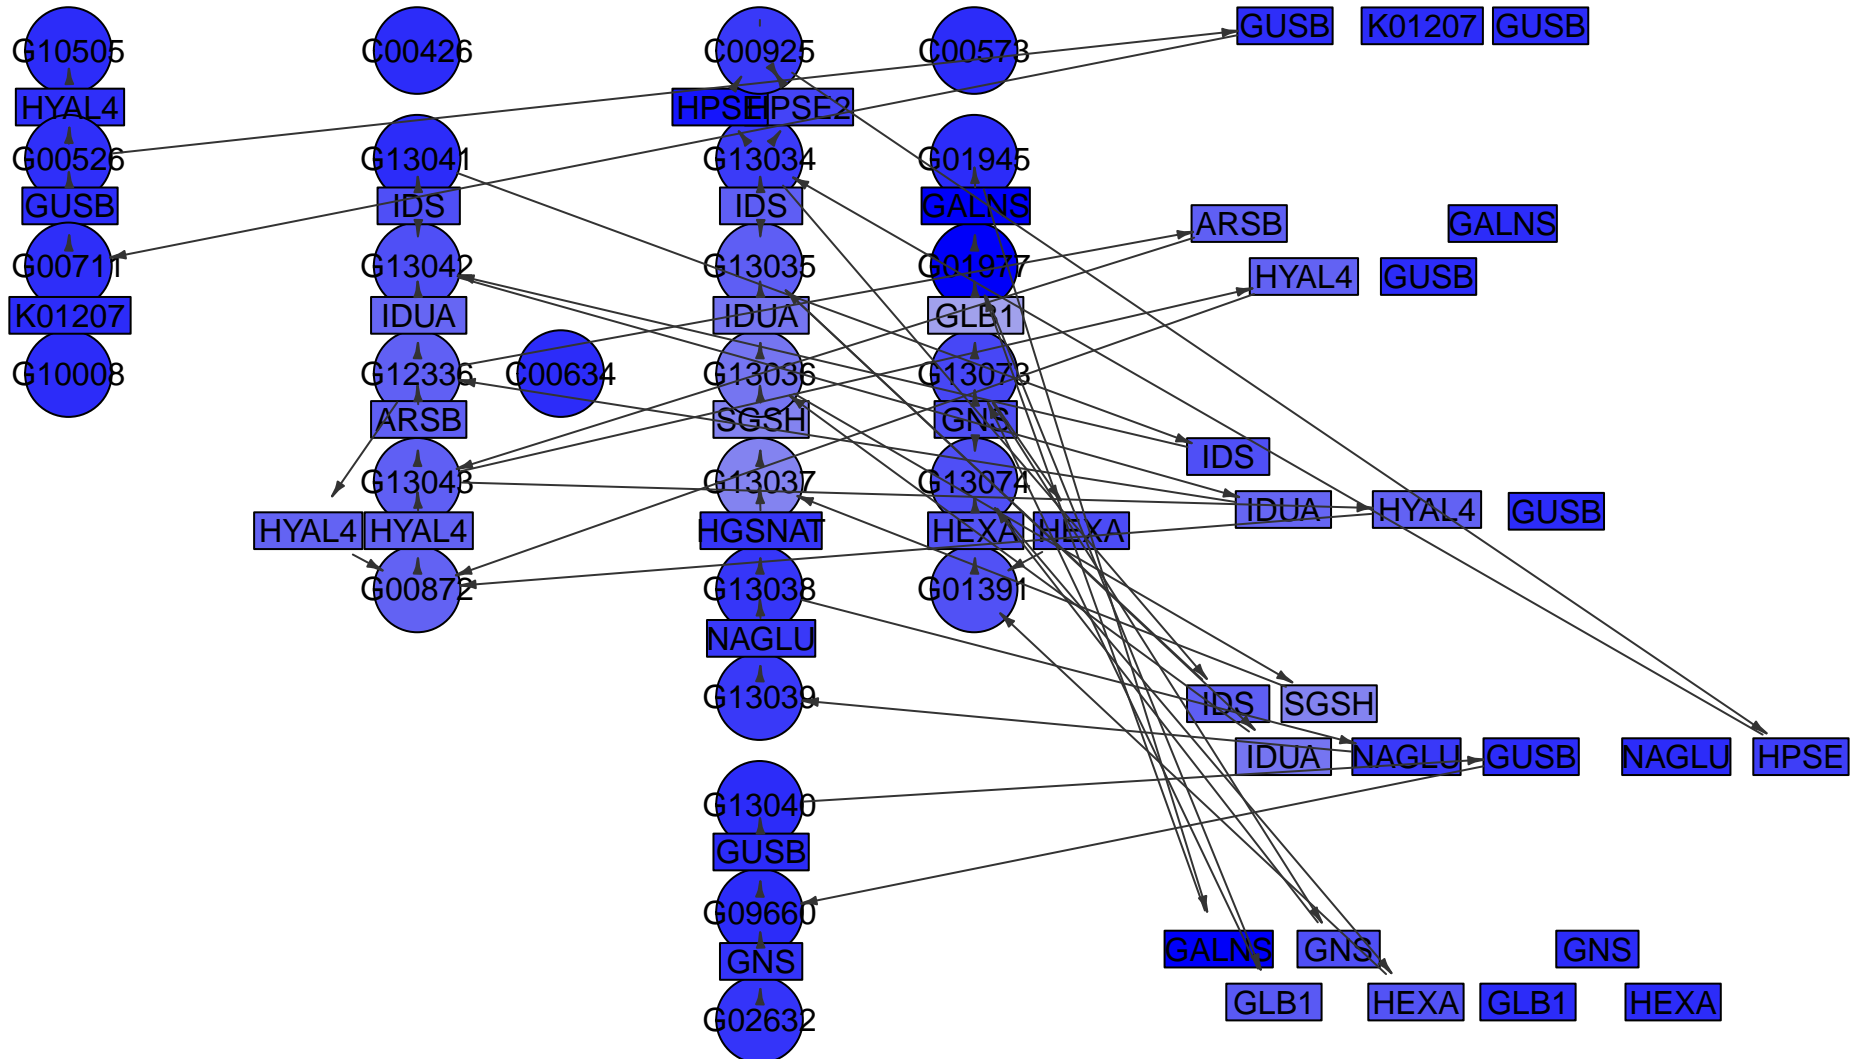 G10505 C00426 C00925 C00573 GUSB K01207 GUSB
HYAL4 HPSE HPSE2
G00526 G13041 G13034 G01945
GUSB IDS IDS GALNS ARSB GALNS
G00711 G13042 G13035 G01977 HYAL4 GUSB
K01207 IDUA IDUA GLB1
G10008 G12336 C00634 G13036 G13073
ARSB SGSH GNS IDS
G13043 G13037 G13074 IDUA HYAL4 GUSB
HYAL4 HYAL4 HGSNAT HEXA HEXA
G00872 G13038 G01391
NAGLU
G13039 IDS SGSH
IDUA NAGLU GUSB NAGLU HPSE
G13040
GUSB
G09660
GNS GALNS GNS GNS
GLB1 HEXA GLB1 HEXA
G02632